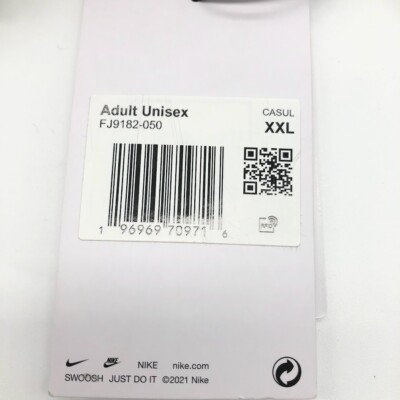 Adult Unisex
FJ9182-050
CASUL
XXL
1 96969 70971 6
NIKE nike.com
SWOOSH JUST DO IT ©2021 Nike